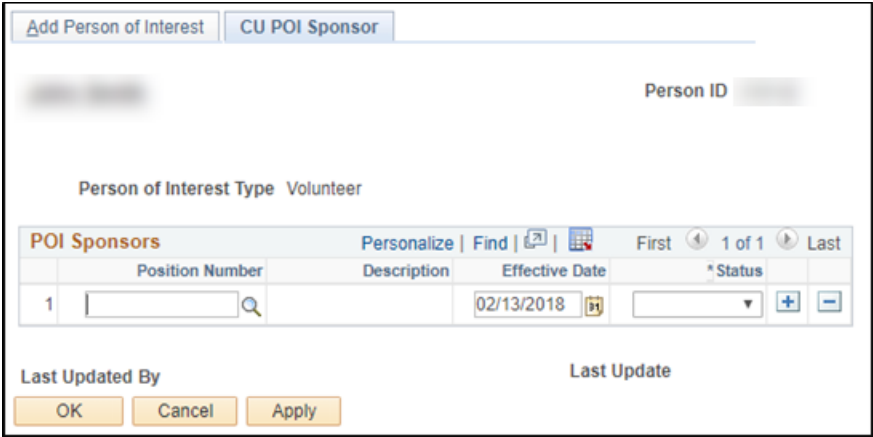 Add Person of Interest CU POI Sponsor
Person ID
Person of Interest Type Volunteer
POI Sponsors Personalize | Find | | First 1 of 1 Last
Position Number Description Effective Date *Status
1 02/13/2018 31
Last Updated By Last Update
OK Cancel Apply